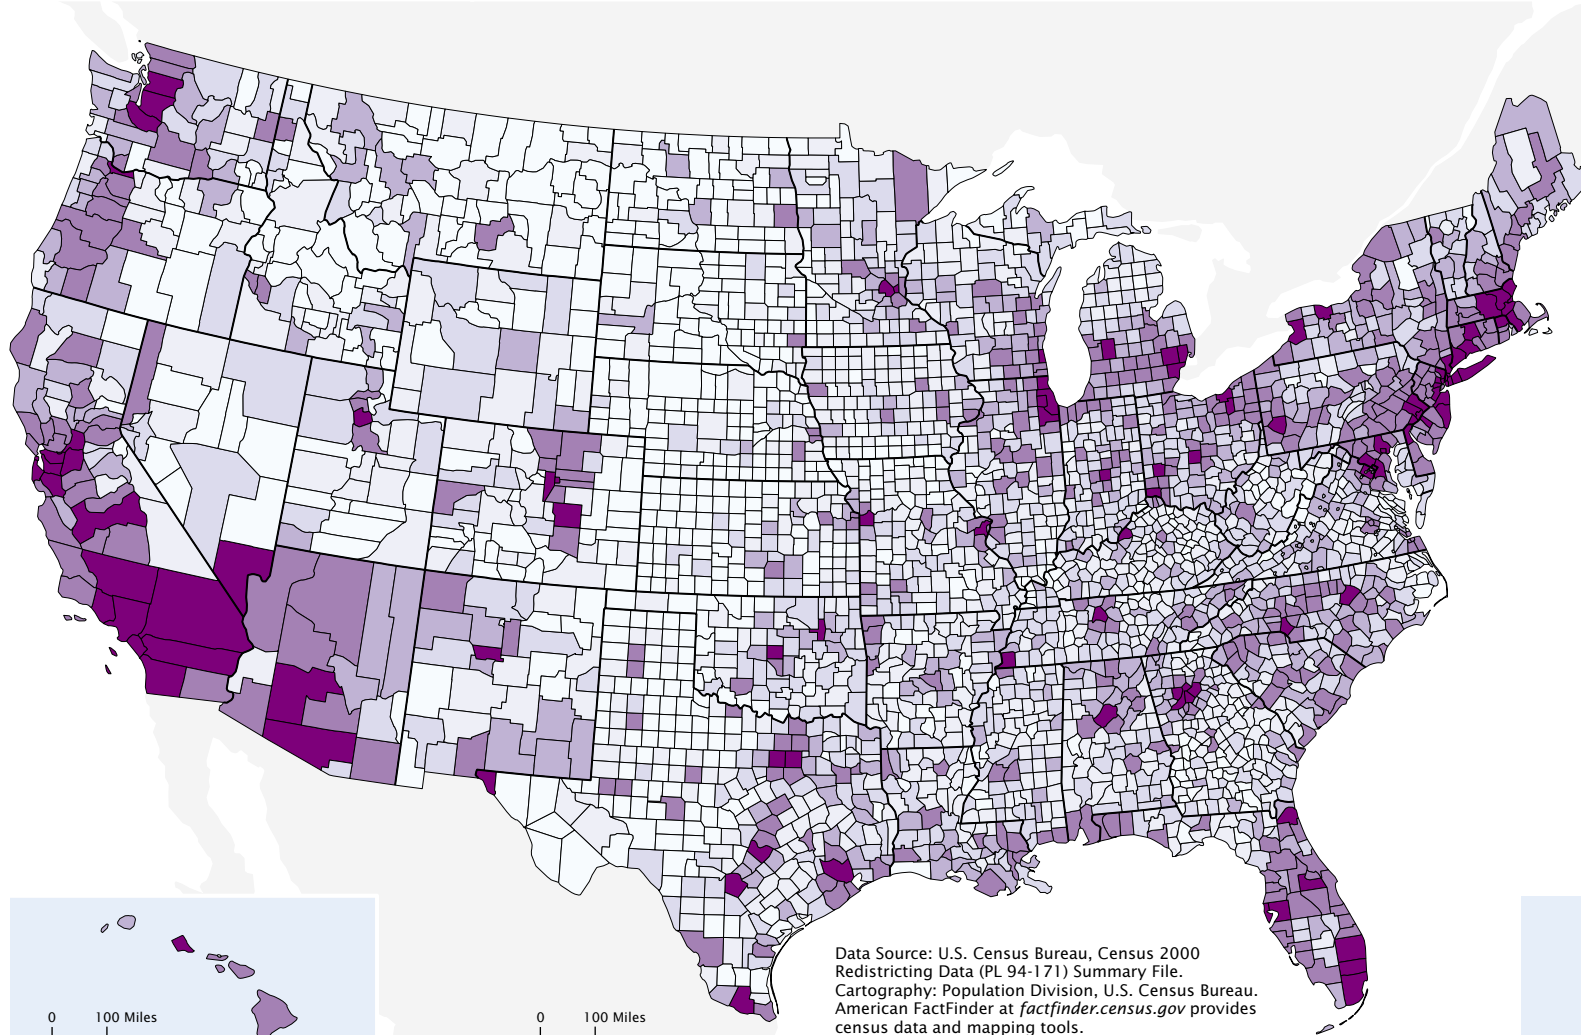 Data Source: U.S. Census Bureau, Census 2000
Redistricting Data (PL 94-171) Summary File.
Cartography: Population Division, U.S. Census Bureau.
American FactFinder at factfinder.census.gov provides
census data and mapping tools.
0 100 Miles
0 100 Miles